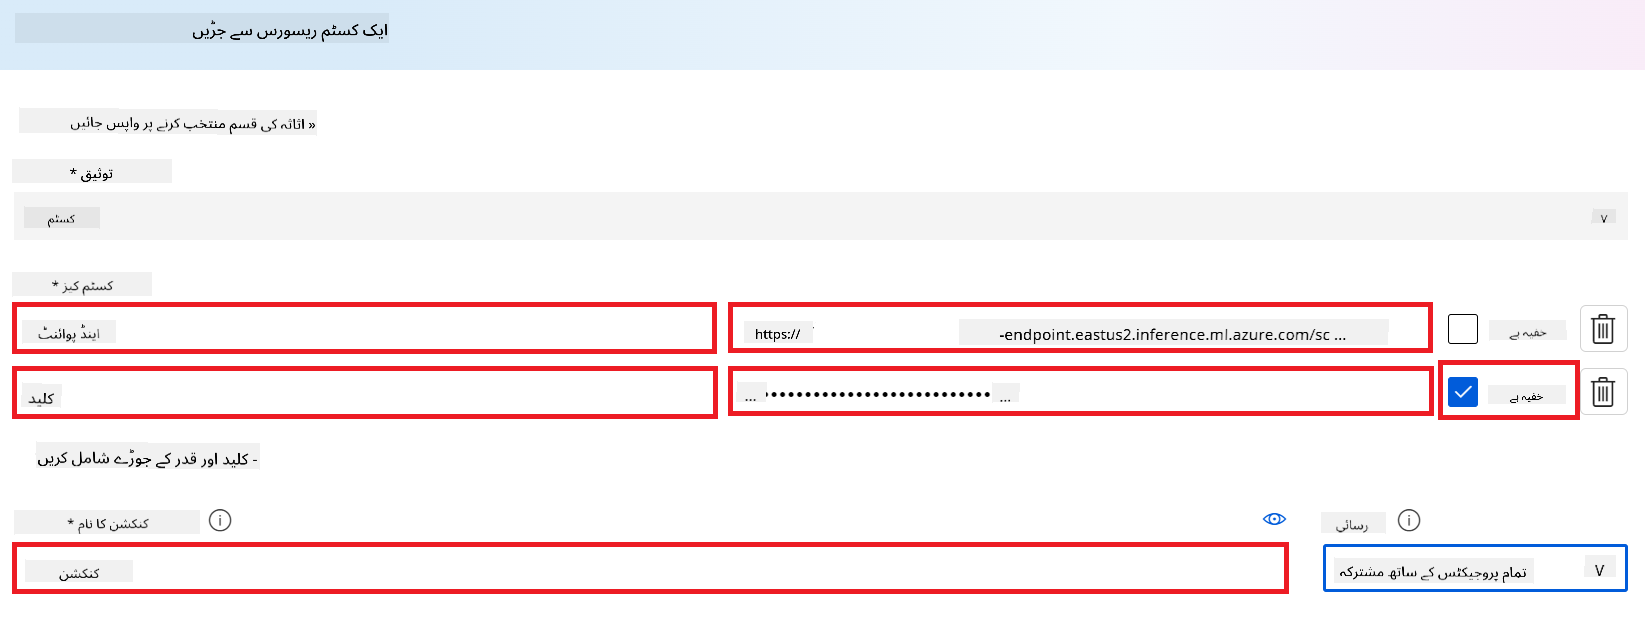 ایک کسٹم ریسورس سے جڑیں
« اثاثہ کی قسم منتخب کرنے پر واپس جائیں
توثیق *
کسٹم
کسٹم کیز *
اینڈ پوائنٹ
https://
-endpoint.eastus2.inference.ml.azure.com/sc ...
خفیہ ہے
کلید
... •••••••••••••••••••••••••• ...
خفیہ ہے
- کلید اور قدر کے جوڑے شامل کریں
کنکشن کا نام *
رسائی
کنکشن
تمام پروجیکٹس کے ساتھ مشترکہ